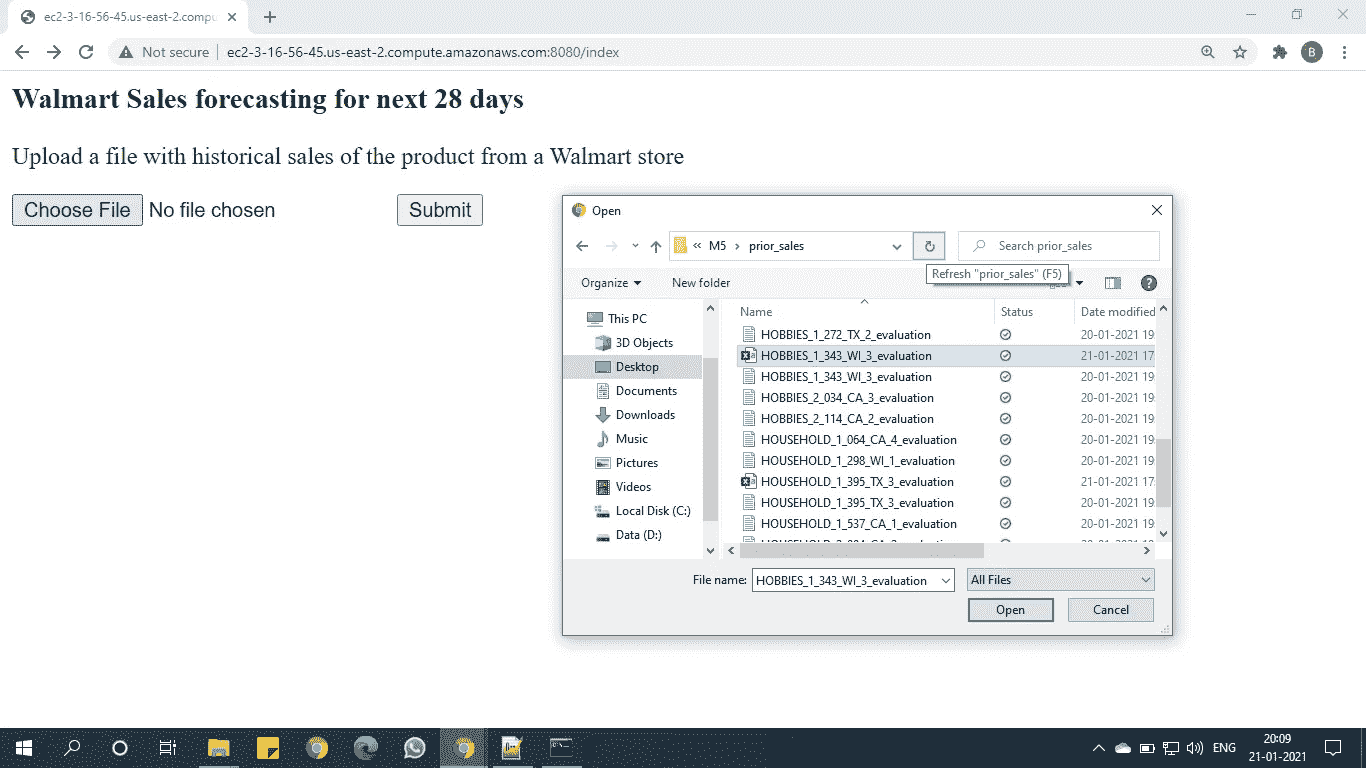 ec2-3-16-56-45.us-east-2.compu
Not secure
ec2-3-16-56-45.us-east-2.compute.amazonaws.com:8080/index
B
Walmart Sales forecasting for next 28 days
Upload a file with historical sales of the product from a Walmart store
Choose File No file chosen Submit
Open
« M5 › prior_sales
Search prior_sales
Refresh "prior_sales" (F5)
Organize New folder
This PC
3D Objects
Desktop
Documents
Downloads
Music
Pictures
Videos
Local Disk (C:)
Data (D:)
Name Status Date modified
HOBBIES_1_272_TX_2_evaluation 20-01-2021 19
HOBBIES_1_343_WI_3_evaluation 21-01-2021 17
HOBBIES_1_343_WI_3_evaluation 20-01-2021 19
HOBBIES_2_034_CA_3_evaluation 20-01-2021 19
HOBBIES_2_114_CA_2_evaluation 20-01-2021 19
HOUSEHOLD_1_064_CA_4_evaluation 20-01-2021 19
HOUSEHOLD_1_298_WI_1_evaluation 20-01-2021 19
HOUSEHOLD_1_395_TX_3_evaluation 21-01-2021 17
HOUSEHOLD_1_395_TX_3_evaluation 20-01-2021 19
HOUSEHOLD_1_537_CA_1_evaluation 20-01-2021 19
File name: HOBBIES_1_343_WI_3_evaluation All Files
Open Cancel
ENG
20:09
21-01-2021